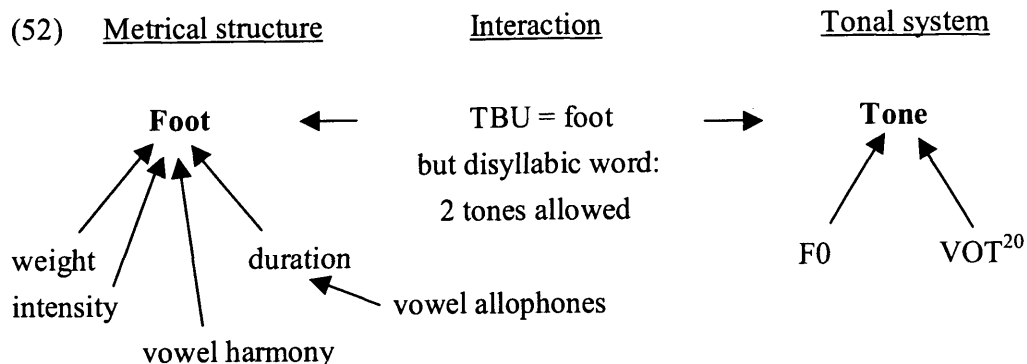 (52) Metrical structure Interaction Tonal system
Foot TBU = foot Tone
but disyllabic word:
2 tones allowed
weight duration F0 VOT20
intensity vowel allophones
vowel harmony